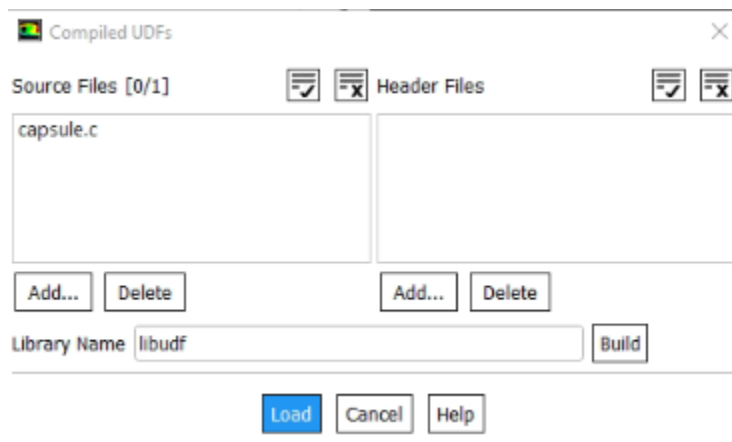 Compiled UDFs
Source Files [0/1]
Header Files
capsule.c
Add...
Delete
Add...
Delete
Library Name
libudf
Build
Load
Cancel
Help